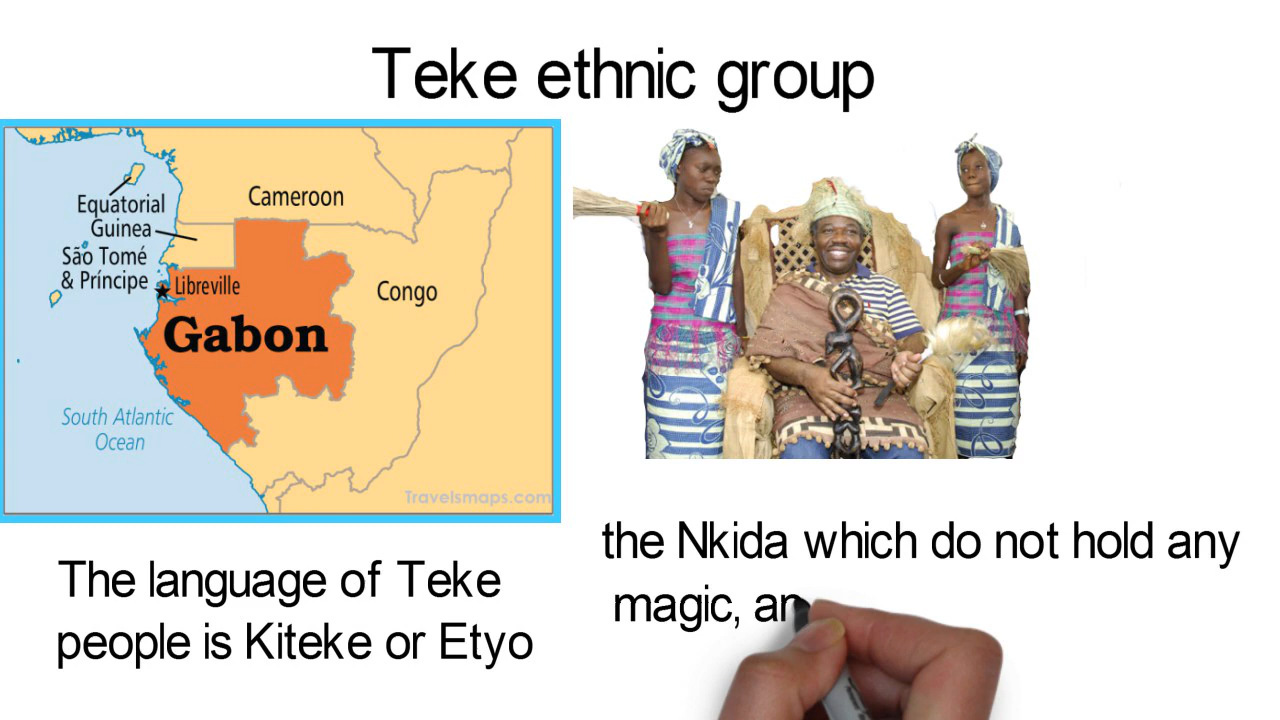 Teke ethnic group
Cameroon
Equatorial
Guinea
São Tomé
& Príncipe
Libreville
Congo
Gabon
South Atlantic
Ocean
Travelsmaps.com
The language of Teke
people is Kiteke or Etyo
the Nkida which do not hold any
magic, an